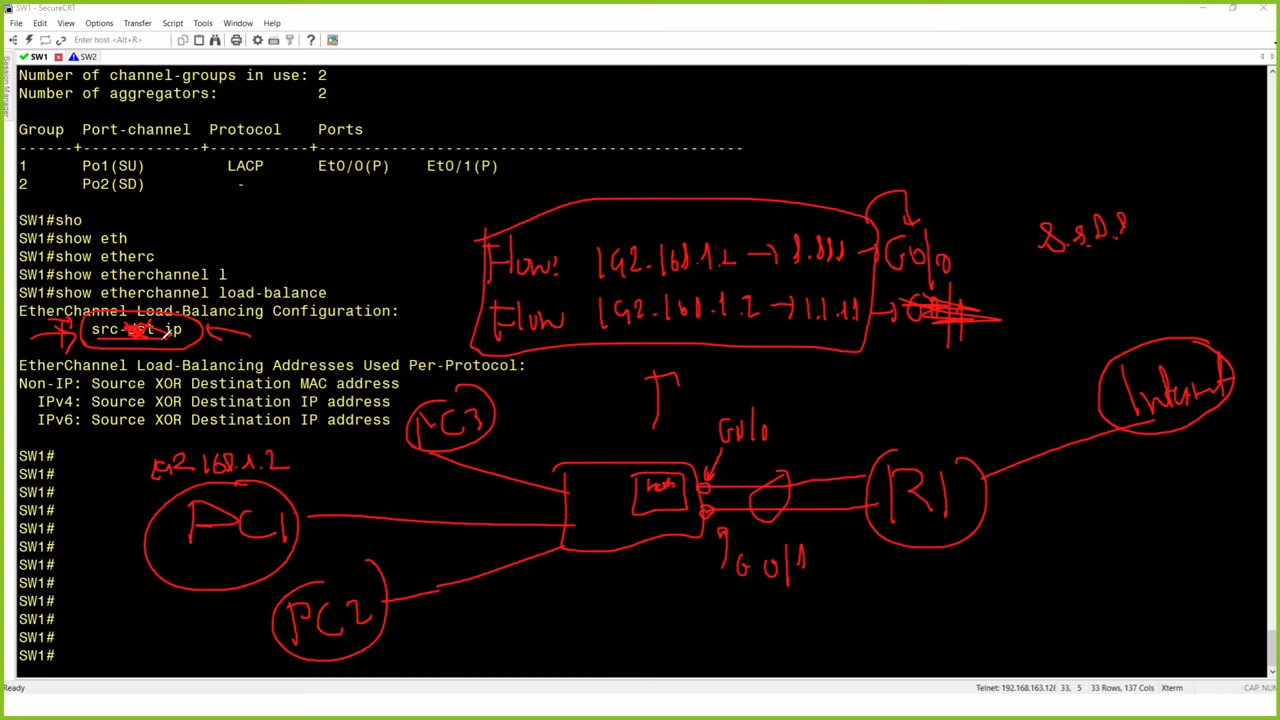 SW1 - SecureCRT
File Edit View Options Transfer Script Tools Window Help
Enter host <Alt+R>
SW1 SW2
Session Manager
Number of channel-groups in use: 2
Number of aggregators: 2
Group Port-channel Protocol Ports
------+-------------+-----------+-----------------------------------------------
1 Po1(SU) LACP Et0/0(P) Et0/1(P)
2 Po2(SD) -
SW1#sho
SW1#show eth
SW1#show etherc
SW1#show etherchannel l
SW1#show etherchannel load-balance
EtherChannel Load-Balancing Configuration:
src- ip
EtherChannel Load-Balancing Addresses Used Per-Protocol:
Non-IP: Source XOR Destination MAC address
IPv4: Source XOR Destination IP address
IPv6: Source XOR Destination IP address
SW1#
SW1#
SW1#
SW1#
SW1#
SW1#
SW1#
SW1#
SW1#
SW1#
SW1#
SW1#
Flow: 192.168.1.2 → 8.8.8.8 → G0/0
Flow 192.168.1.2 → 1.1.1.1 →
8.8.8.8
PC3
G0/0
Internet
192.168.1.2
PC1
hash
R1
G0/1
PC2
Ready
Telnet: 192.168.163.128 33, 5 33 Rows, 137 Cols Xterm CAP NUM